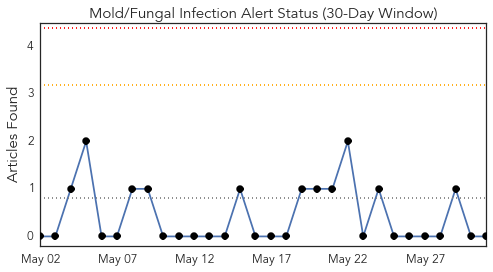 Mold/Fungal Infection Alert Status (30-Day Window)
Articles Found
4
3
2
1
0
May 02 May 07 May 12 May 17 May 22 May 27